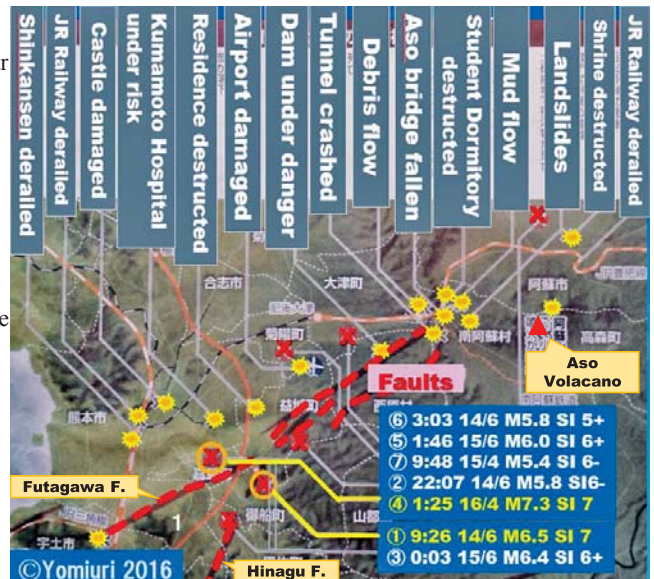 Shinkansen derailed
JR Railway derailed
Castle damaged
Kumamoto Hospital
under risk
Residence destructed
Airport damaged
Dam under danger
Tunnel crashed
Debris flow
Aso bridge fallen
Student Dormitory
destructed
Mud flow
Landslides
Shrine destructed
JR Railway derailed
r
e
合志市
大津町
肥後大津
阿蘇市
菊陽町
南阿蘇村
高森町
Aso
Volacano
Faults
熊本市
益城町
西原村
⑥ 3:03 14/6 M5.8 SI 5+
⑤ 1:46 15/6 M6.0 SI 6+
⑦ 9:48 15/4 M5.4 SI 6-
② 22:07 14/6 M5.8 SI6-
④ 1:25 16/4 M7.3 SI 7
① 9:26 14/6 M6.5 SI 7
③ 0:03 15/6 M6.4 SI 6+
Futagawa F.
1
御船町
山都
宇土市
Hinagu F.
©Yomiuri 2016